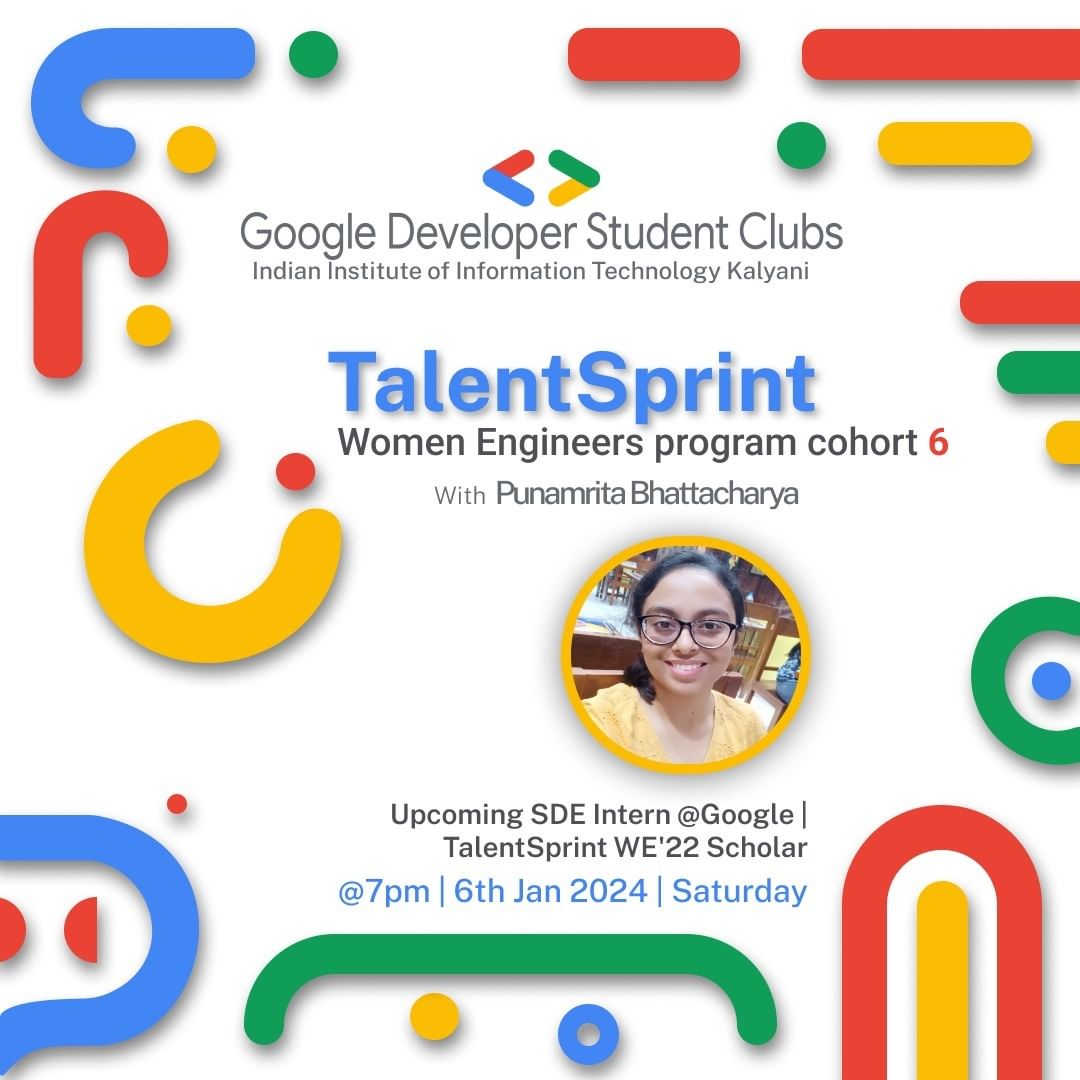 Google Developer Student Clubs
Indian Institute of Information Technology Kalyani
TalentSprint
Women Engineers program cohort 6
With Punamrita Bhattacharya
Upcoming SDE Intern @Google |
TalentSprint WE'22 Scholar
@7pm | 6th Jan 2024 | Saturday